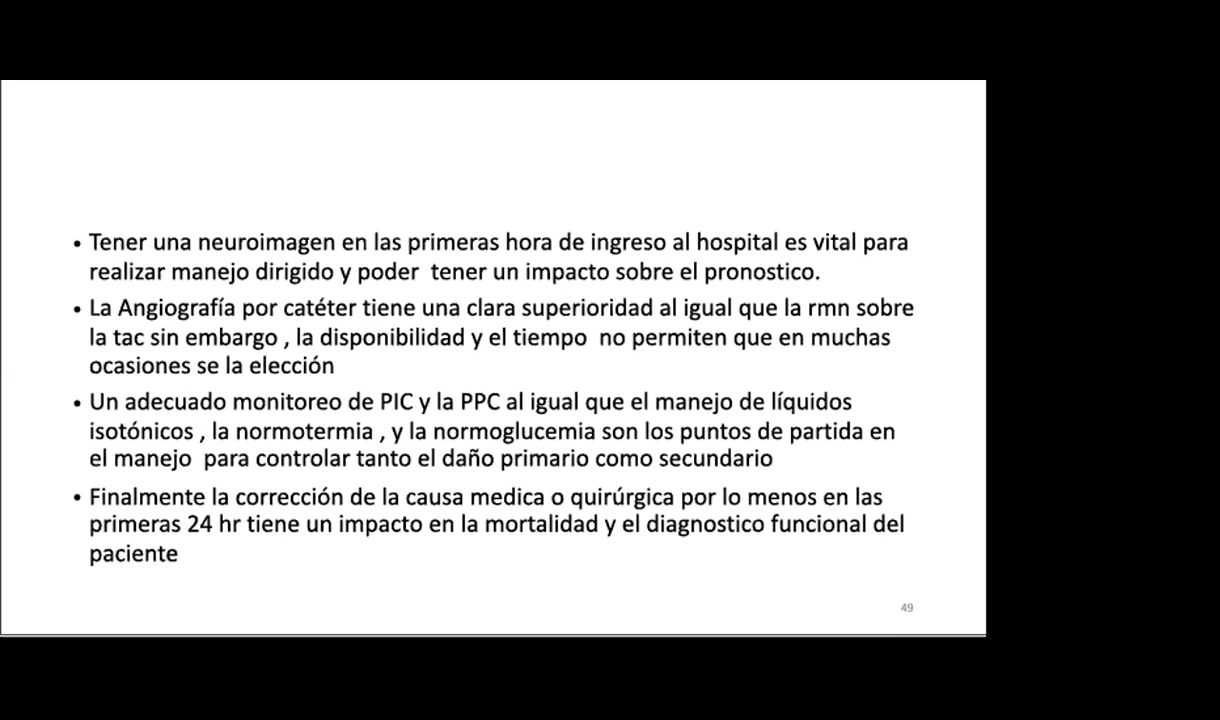 • Tener una neuroimagen en las primeras hora de ingreso al hospital es vital para
realizar manejo dirigido y poder  tener un impacto sobre el pronostico.
• La Angiografía por catéter tiene una clara superioridad al igual que la rmn sobre
la tac sin embargo , la disponibilidad y el tiempo  no permiten que en muchas
ocasiones se la elección
• Un adecuado monitoreo de PIC y la PPC al igual que el manejo de líquidos
isotónicos , la normotermia , y la normoglucemia son los puntos de partida en
el manejo  para controlar tanto el daño primario como secundario
• Finalmente la corrección de la causa medica o quirúrgica por lo menos en las
primeras 24 hr tiene un impacto en la mortalidad y el diagnostico funcional del
paciente
49